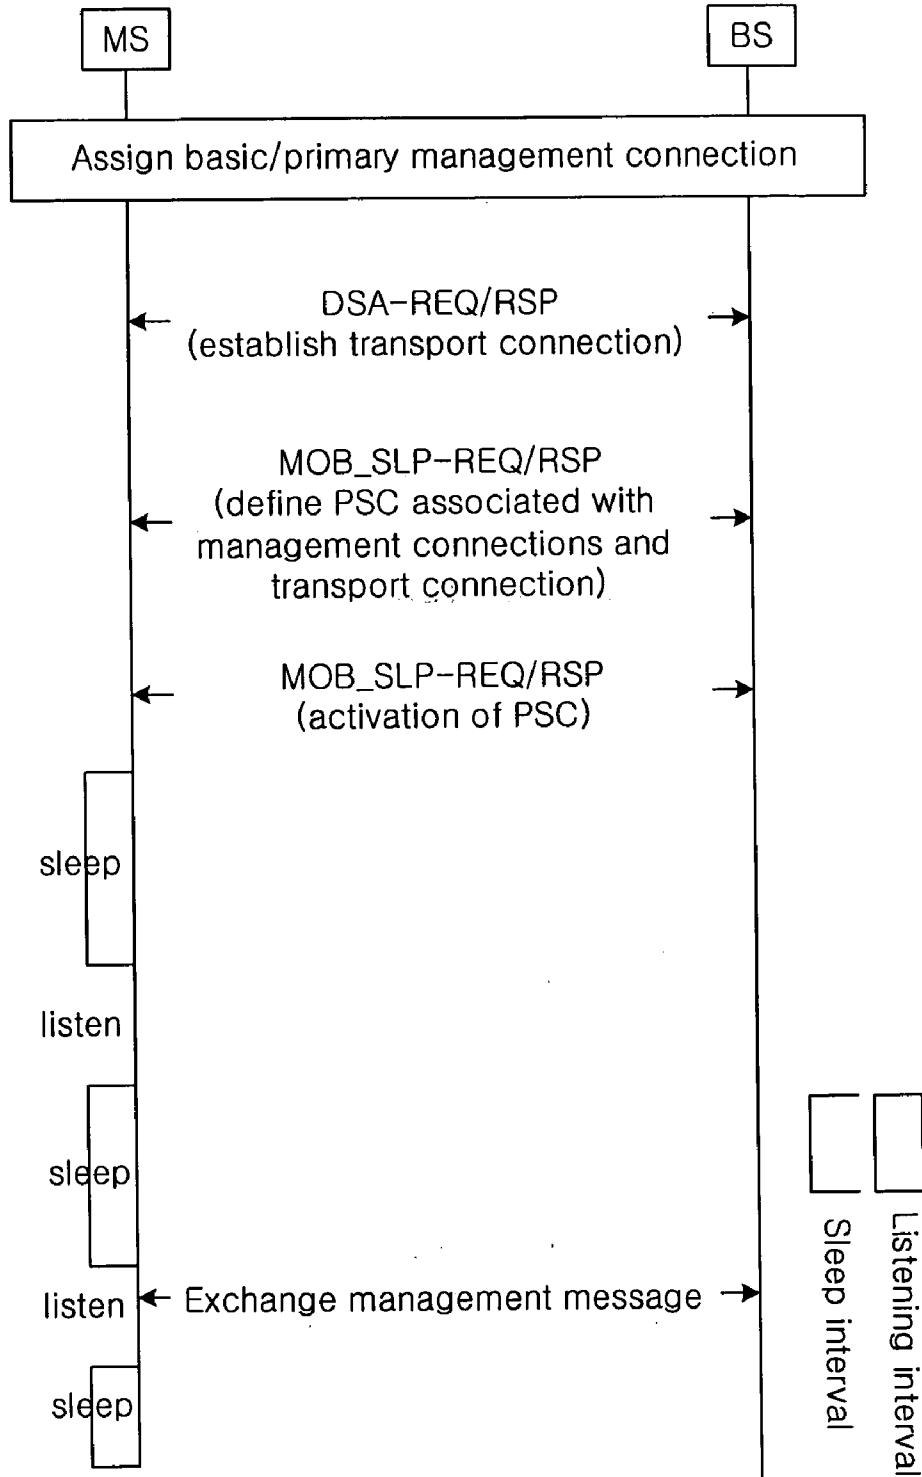 MS
BS
Assign basic/primary management connection
DSA-REQ/RSP
(establish transport connection)
MOB_SLP-REQ/RSP
(define PSC associated with
management connections and
transport connection)
MOB_SLP-REQ/RSP
(activation of PSC)
sleep
listen
sleep
listen
Exchange management message
sleep
Sleep interval
Listening interval